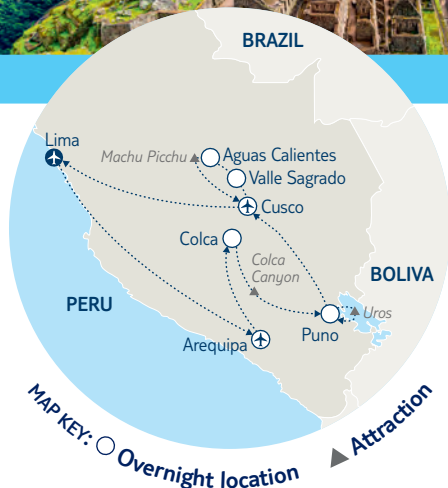 BRAZIL
Lima
Machu Picchu
Aguas Calientes
Valle Sagrado
Cusco
Colca
Colca
Canyon
BOLIVA
PERU
Uros
Puno
Arequipa
MAP KEY: Overnight location Attraction